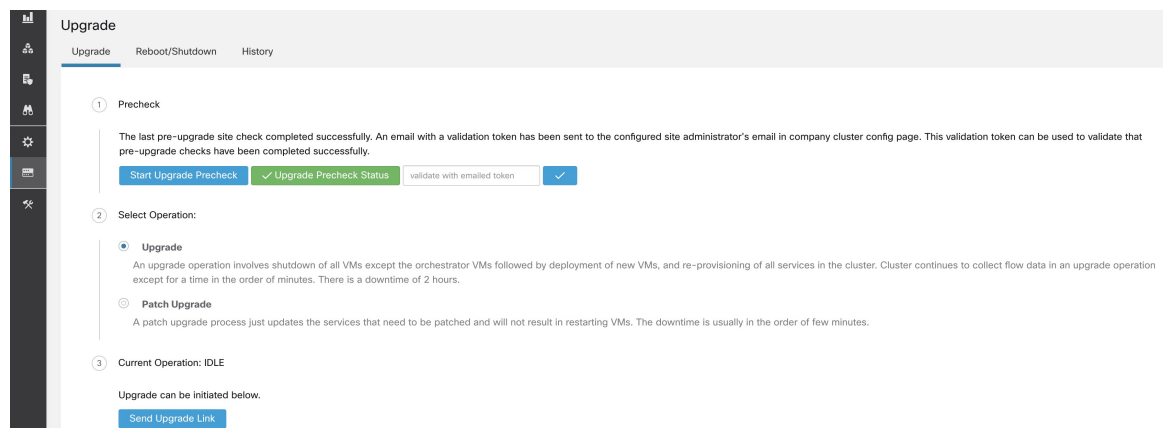 Upgrade
Upgrade Reboot/Shutdown History
1 Precheck
The last pre-upgrade site check completed successfully. An email with a validation token has been sent to the configured site administrator's email in company cluster config page. This validation token can be used to validate that
pre-upgrade checks have been completed successfully.
Start Upgrade Precheck Upgrade Precheck Status validate with emailed token
2 Select Operation:
Upgrade
An upgrade operation involves shutdown of all VMs except the orchestrator VMs followed by deployment of new VMs, and re-provisioning of all services in the cluster. Cluster continues to collect flow data in an upgrade operation
except for a time in the order of minutes. There is a downtime of 2 hours.
Patch Upgrade
A patch upgrade process just updates the services that need to be patched and will not result in restarting VMs. The downtime is usually in the order of few minutes.
3 Current Operation: IDLE
Upgrade can be initiated below.
Send Upgrade Link